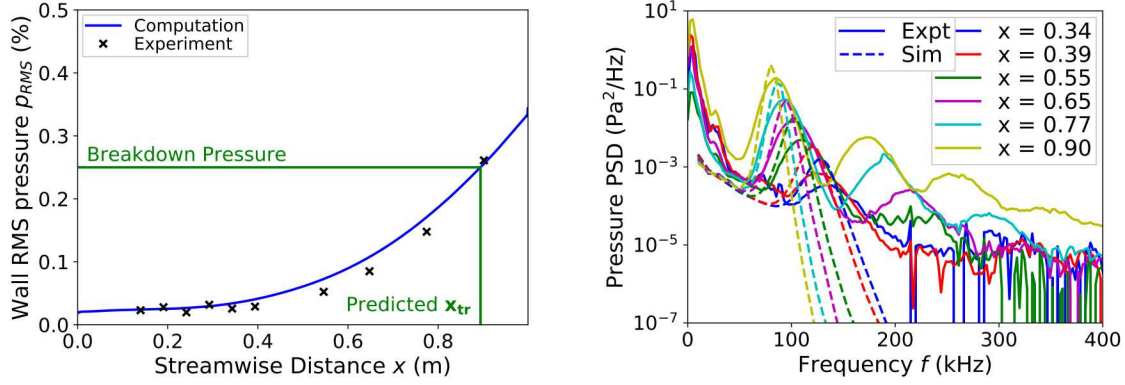 0.5
0.4
0.3
0.2
0.1
0.0
0.0 0.2 0.4 0.6 0.8
Wall RMS pressure p_RMS (%)
Streamwise Distance x (m)
Computation
Experiment
Breakdown Pressure
Predicted x_tr
10^1
10^-1
10^-3
10^-5
10^-7
0 100 200 300 400
Pressure PSD (Pa^2/Hz)
Frequency f (kHz)
Expt
Sim
x = 0.34
x = 0.39
x = 0.55
x = 0.65
x = 0.77
x = 0.90